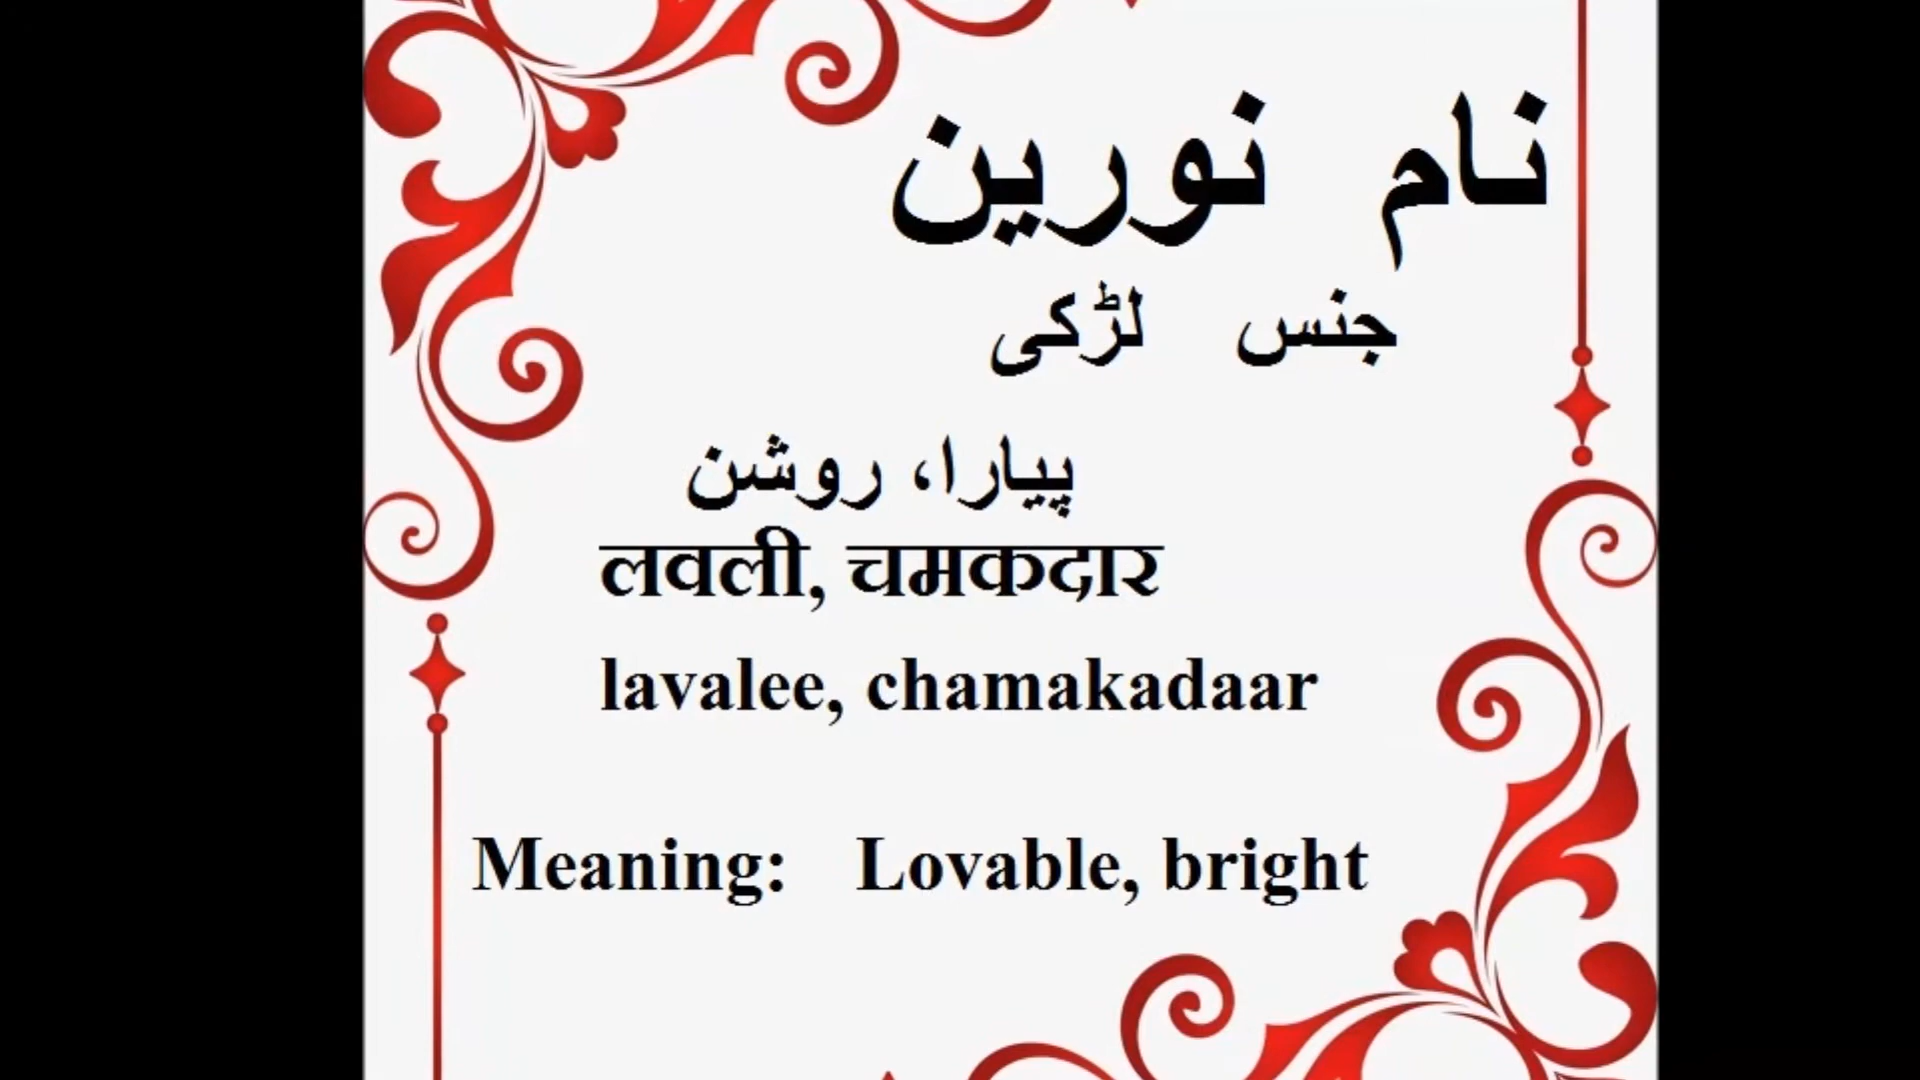 نام نورین
جنس لڑکی
پیارا، روشن
लवली, चमकदार
lavalee, chamakadaar
Meaning: Lovable, bright